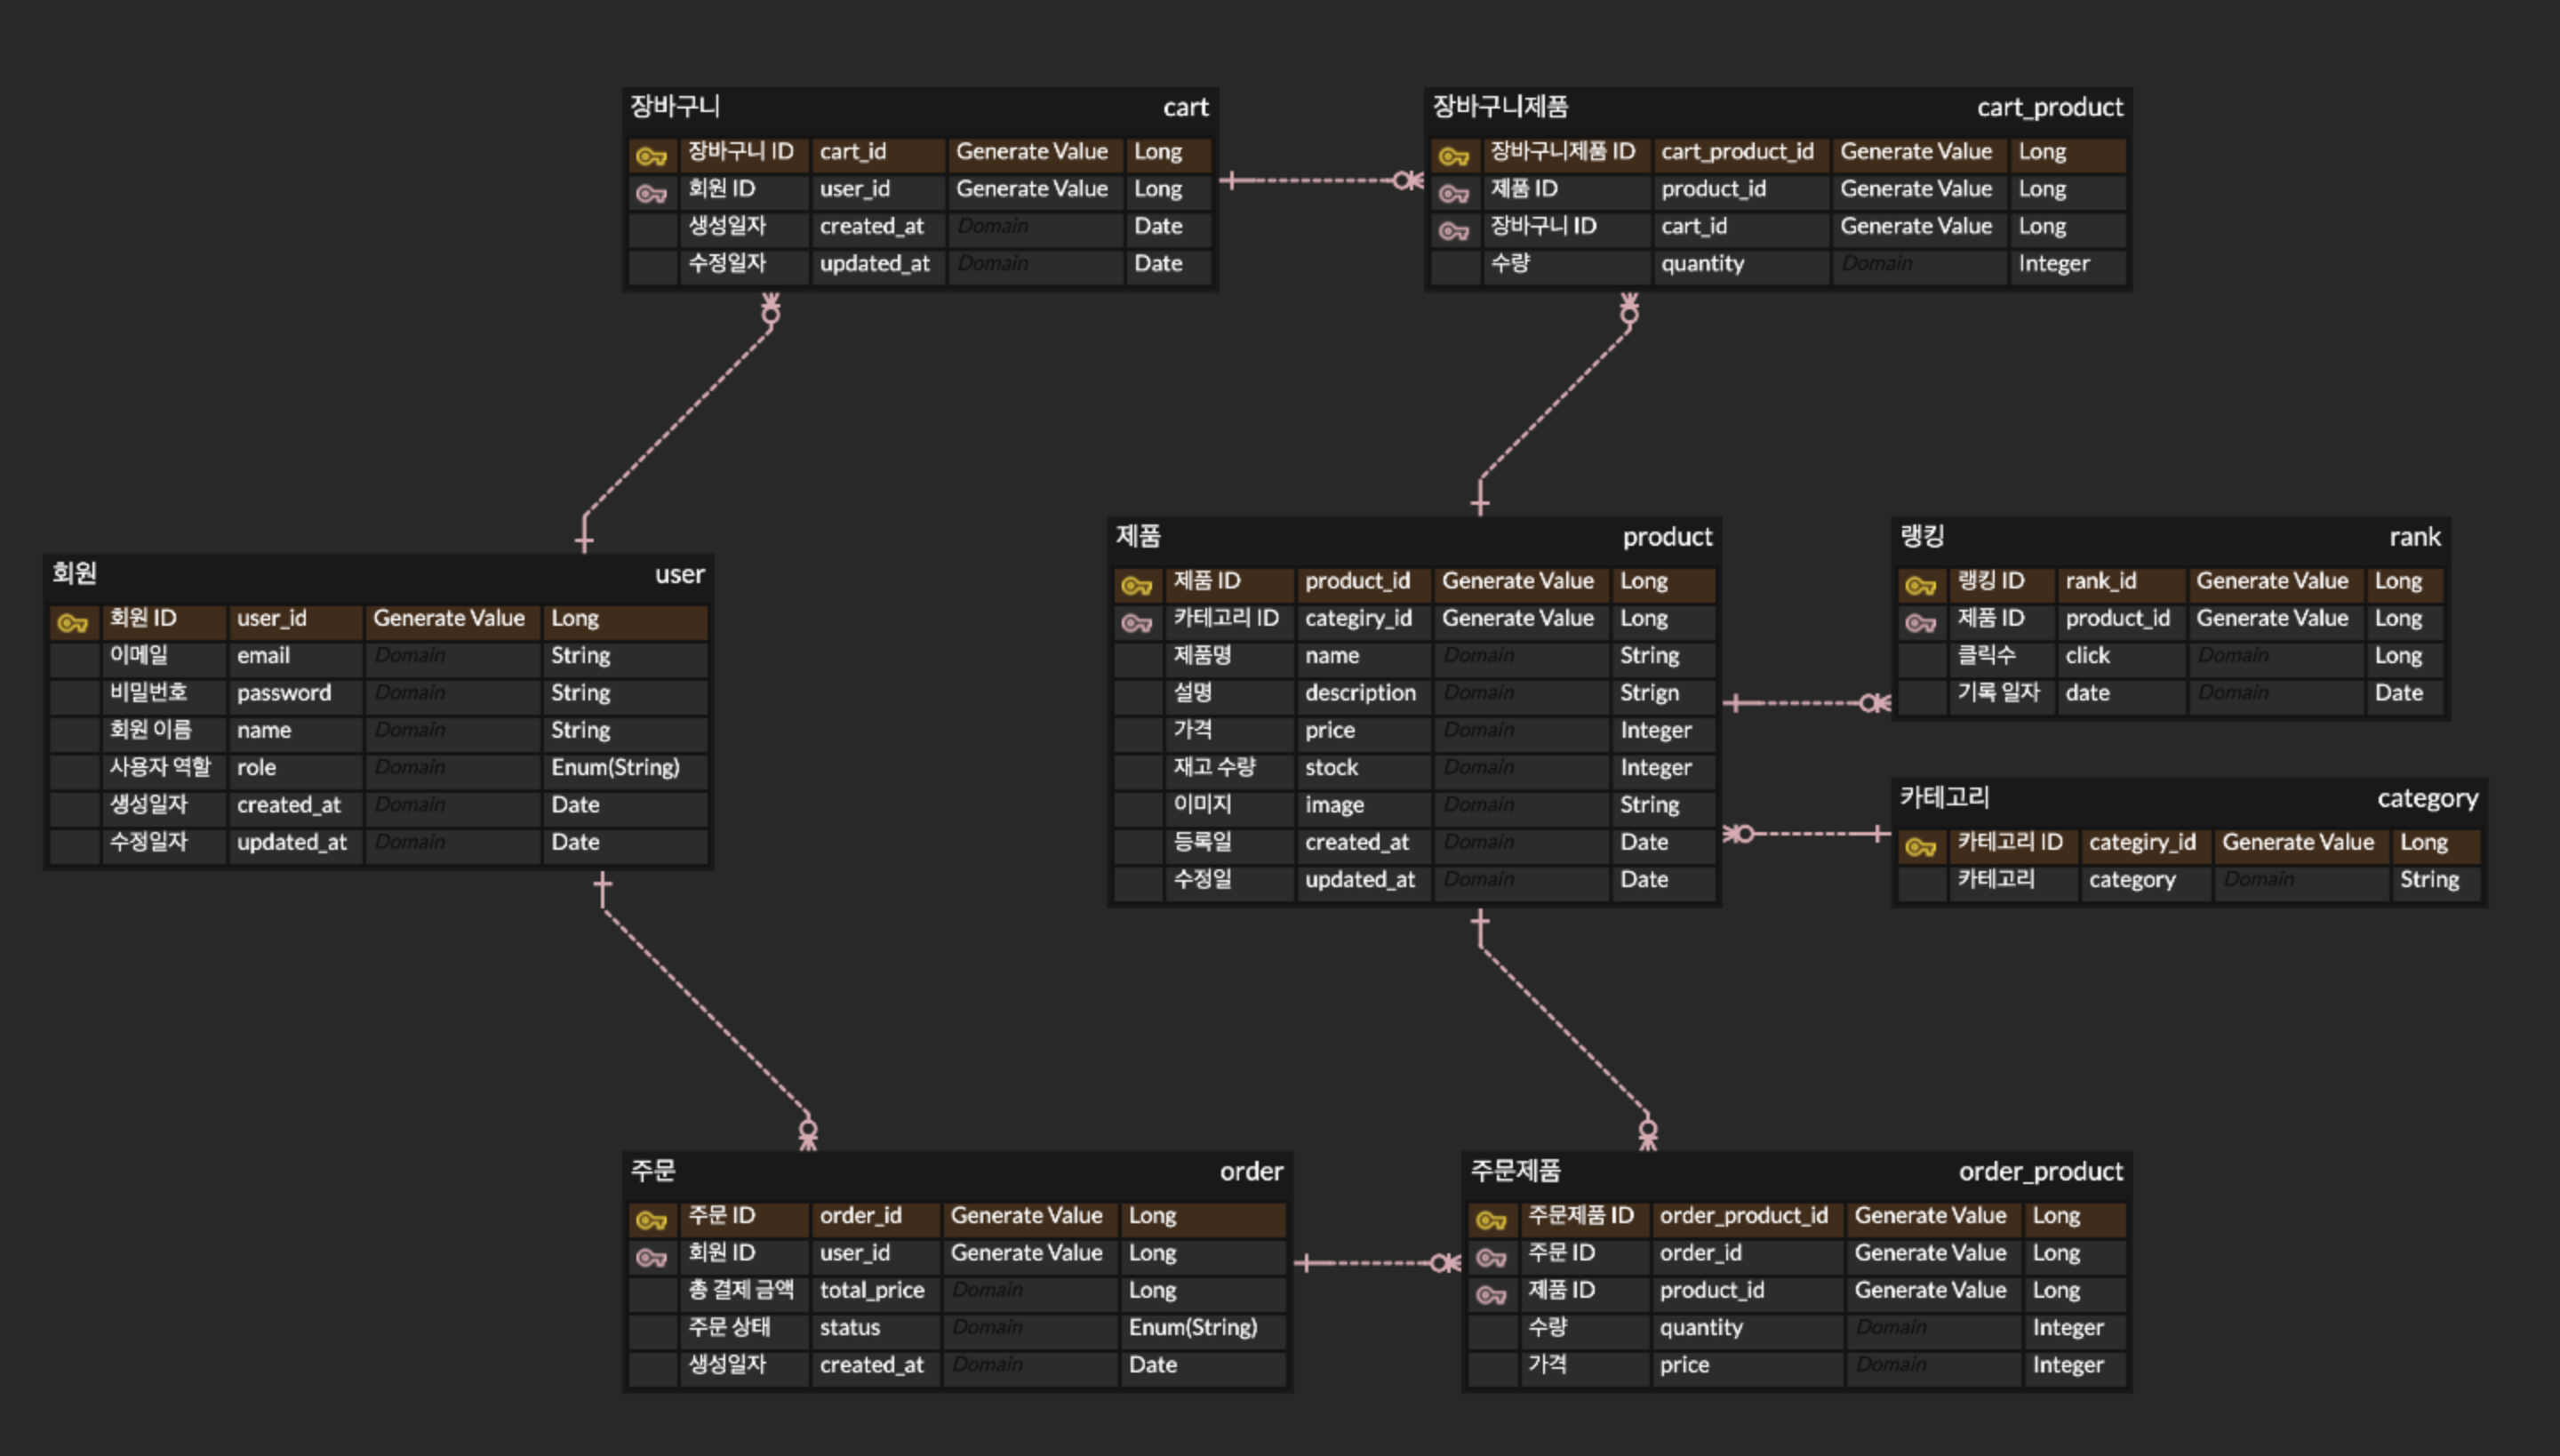 장바구니 cart
장바구니 ID cart_id Generate Value Long
회원 ID user_id Generate Value Long
생성일자 created_at Domain Date
수정일자 updated_at Domain Date
장바구니제품 cart_product
장바구니제품 ID cart_product_id Generate Value Long
제품 ID product_id Generate Value Long
장바구니 ID cart_id Generate Value Long
수량 quantity Domain Integer
회원 user
회원 ID user_id Generate Value Long
이메일 email Domain String
비밀번호 password Domain String
회원 이름 name Domain String
사용자 역할 role Domain Enum(String)
생성일자 created_at Domain Date
수정일자 updated_at Domain Date
제품 product
제품 ID product_id Generate Value Long
카테고리 ID categiry_id Generate Value Long
제품명 name Domain String
설명 description Domain Strign
가격 price Domain Integer
재고 수량 stock Domain Integer
이미지 image Domain String
등록일 created_at Domain Date
수정일 updated_at Domain Date
랭킹 rank
랭킹 ID rank_id Generate Value Long
제품 ID product_id Generate Value Long
클릭수 click Domain Long
기록 일자 date Domain Date
카테고리 category
카테고리 ID categiry_id Generate Value Long
카테고리 category Domain String
주문 order
주문 ID order_id Generate Value Long
회원 ID user_id Generate Value Long
총 결제 금액 total_price Domain Long
주문 상태 status Domain Enum(String)
생성일자 created_at Domain Date
주문제품 order_product
주문제품 ID order_product_id Generate Value Long
주문 ID order_id Generate Value Long
제품 ID product_id Generate Value Long
수량 quantity Domain Integer
가격 price Domain Integer